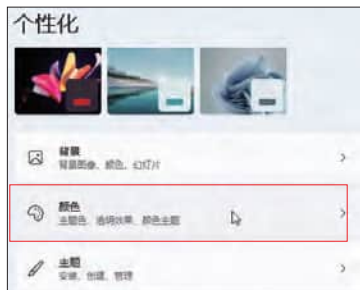 个性化
背景
背景图像、颜色、幻灯片
颜色
主题色、透明效果、颜色主题
主题
安装、创建、管理